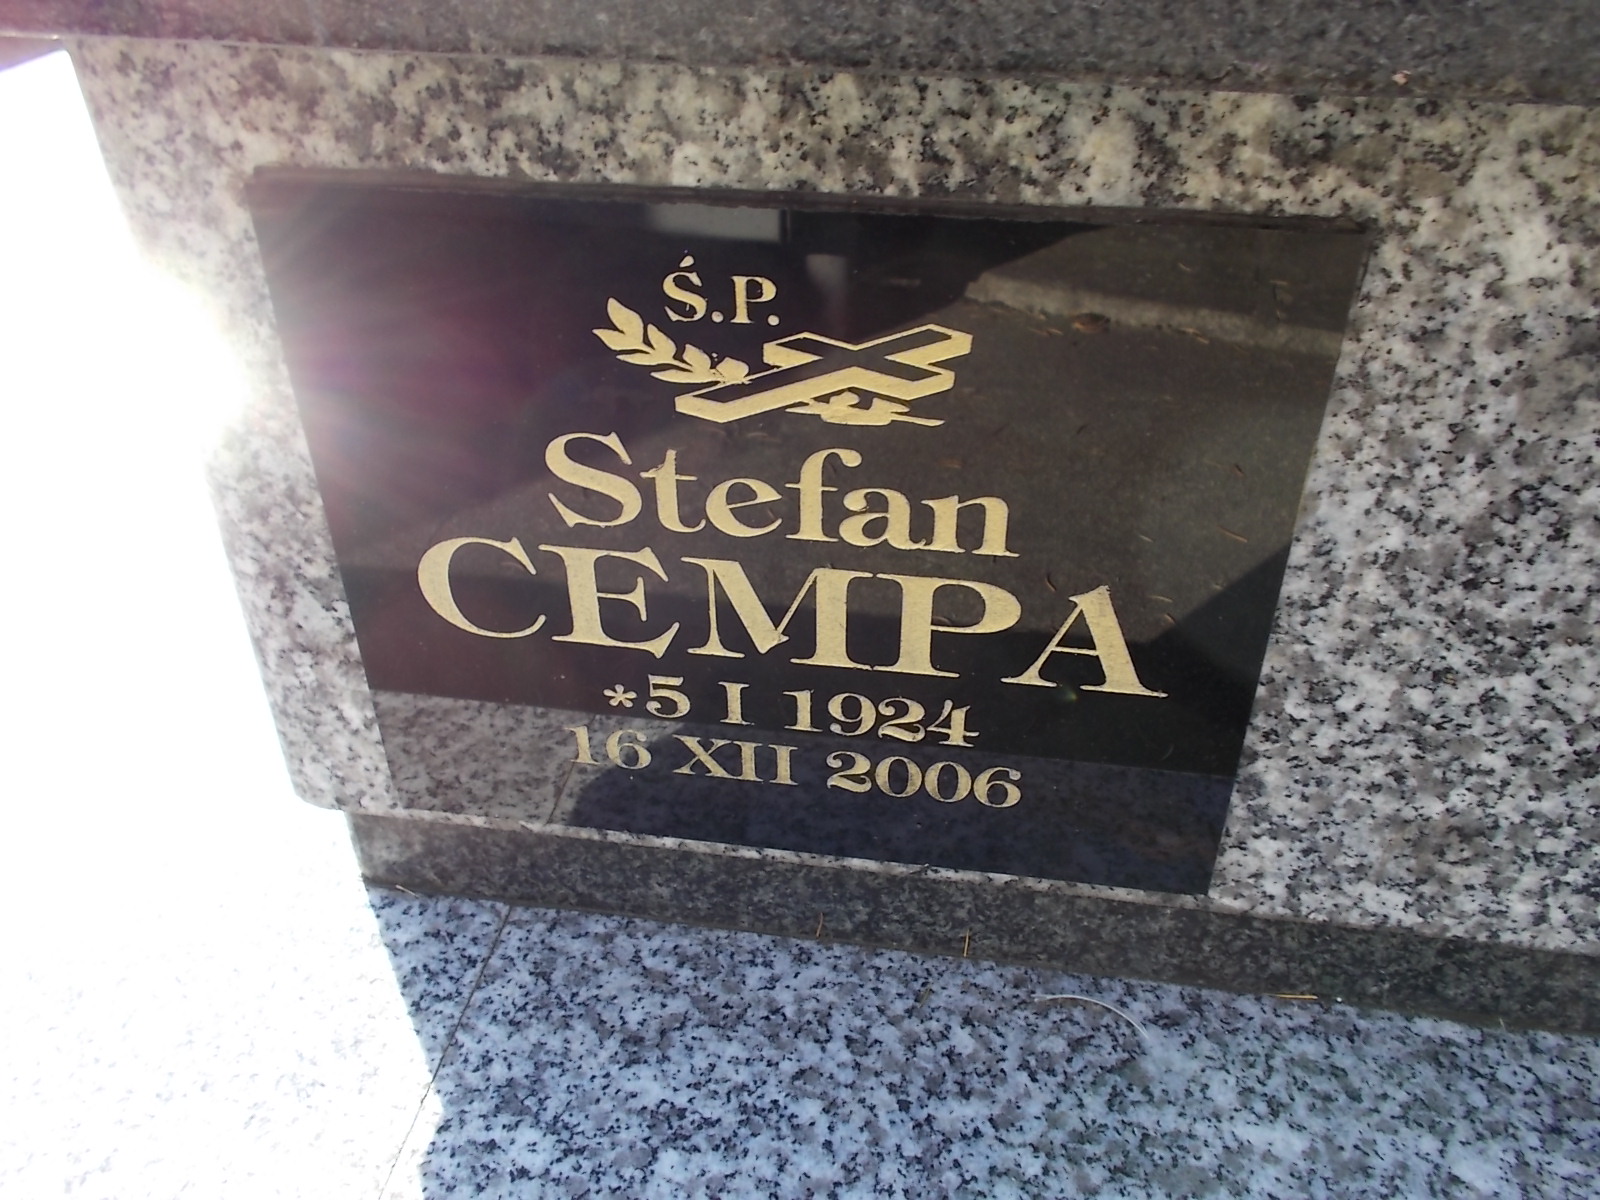 Ś.P.
Stefan
CEMPA
*5 I 1924
16 XII 2006